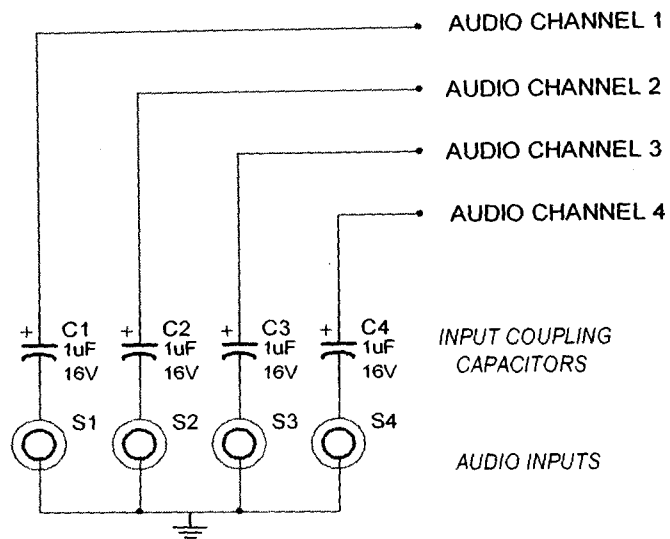 AUDIO CHANNEL 1
AUDIO CHANNEL 2
AUDIO CHANNEL 3
AUDIO CHANNEL 4
+ C1
1uF
16V
+ C2
1uF
16V
+ C3
1uF
16V
+ C4
1uF
16V
INPUT COUPLING
CAPACITORS
S1
S2
S3
S4
AUDIO INPUTS